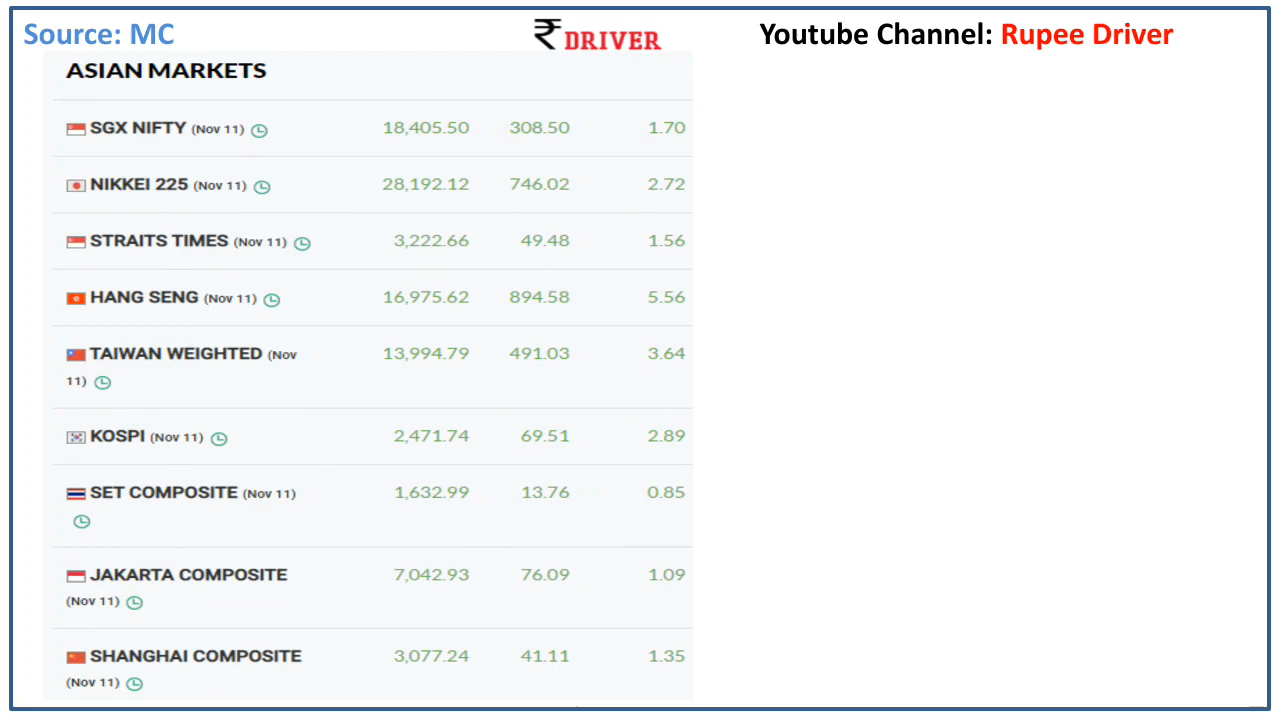 Source: MC
₹ DRIVER
Youtube Channel: Rupee Driver
ASIAN MARKETS
SGX NIFTY (Nov 11) 18,405.50 308.50 1.70
NIKKEI 225 (Nov 11) 28,192.12 746.02 2.72
STRAITS TIMES (Nov 11) 3,222.66 49.48 1.56
HANG SENG (Nov 11) 16,975.62 894.58 5.56
TAIWAN WEIGHTED (Nov 13,994.79 491.03 3.64
11)
KOSPI (Nov 11) 2,471.74 69.51 2.89
SET COMPOSITE (Nov 11) 1,632.99 13.76 0.85
JAKARTA COMPOSITE 7,042.93 76.09 1.09
(Nov 11)
SHANGHAI COMPOSITE 3,077.24 41.11 1.35
(Nov 11)